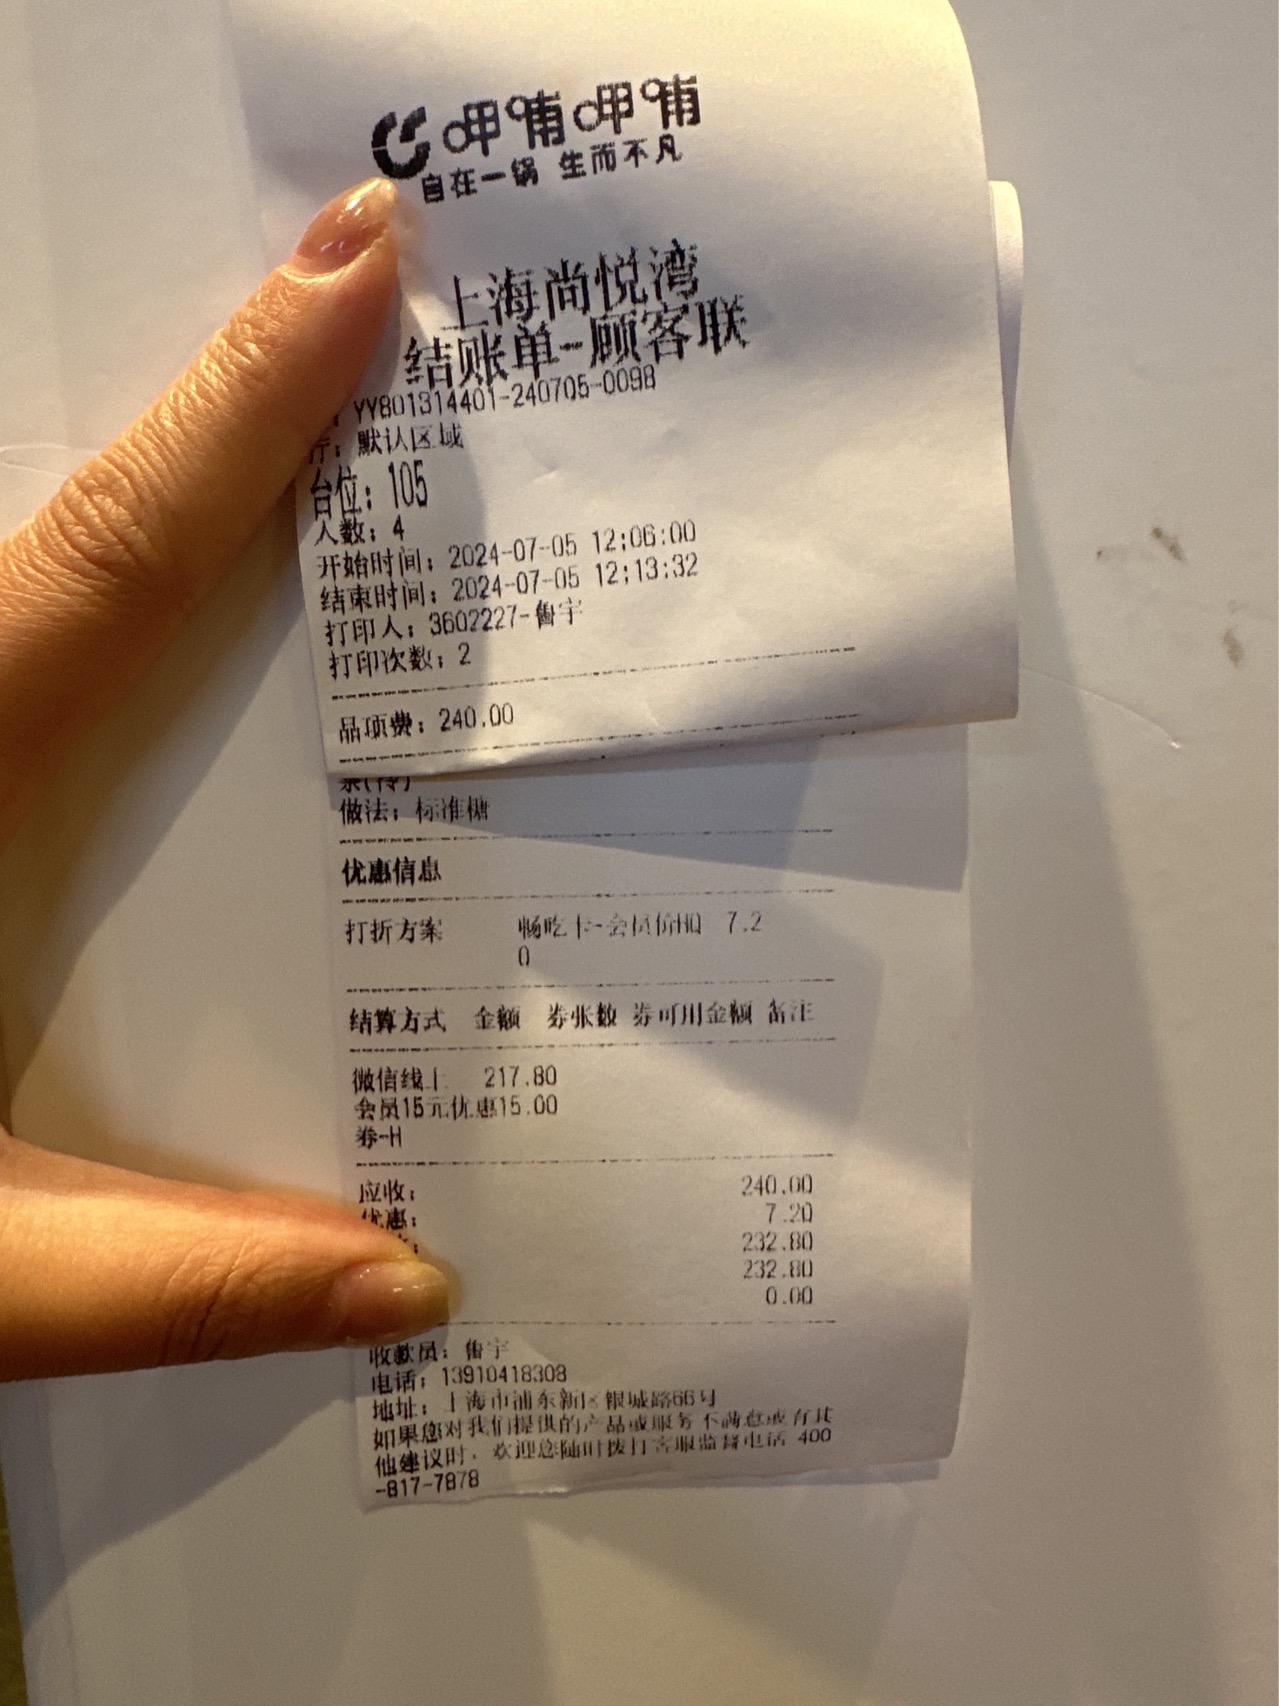 呷哺呷哺
自在一锅 生而不凡
上海尚悦湾
结账单-顾客联
YY801314401-240705-0098
厅：默认区域
台位：105
人数：4
开始时间：2024-07-05 12:06:00
结束时间：2024-07-05 12:13:32
打印人：3602227-鲁宇
打印次数：2
品项费：240.00
做法：标准糖
优惠信息
打折方案 畅吃卡-会员价HQ 7.2
0
结算方式 金额 券张数 券可用金额 备注
微信线上 217.80
会员15元优惠15.00
券-H
应收： 240.00
优惠： 7.20
232.80
232.80
0.00
收款员：鲁宇
电话：13910418308
地址：上海市浦东新区银城路66号
如果您对我们提供的产品或服务不满意或有其
他建议时，欢迎您随时拨打客服监督电话 400
-817-7878